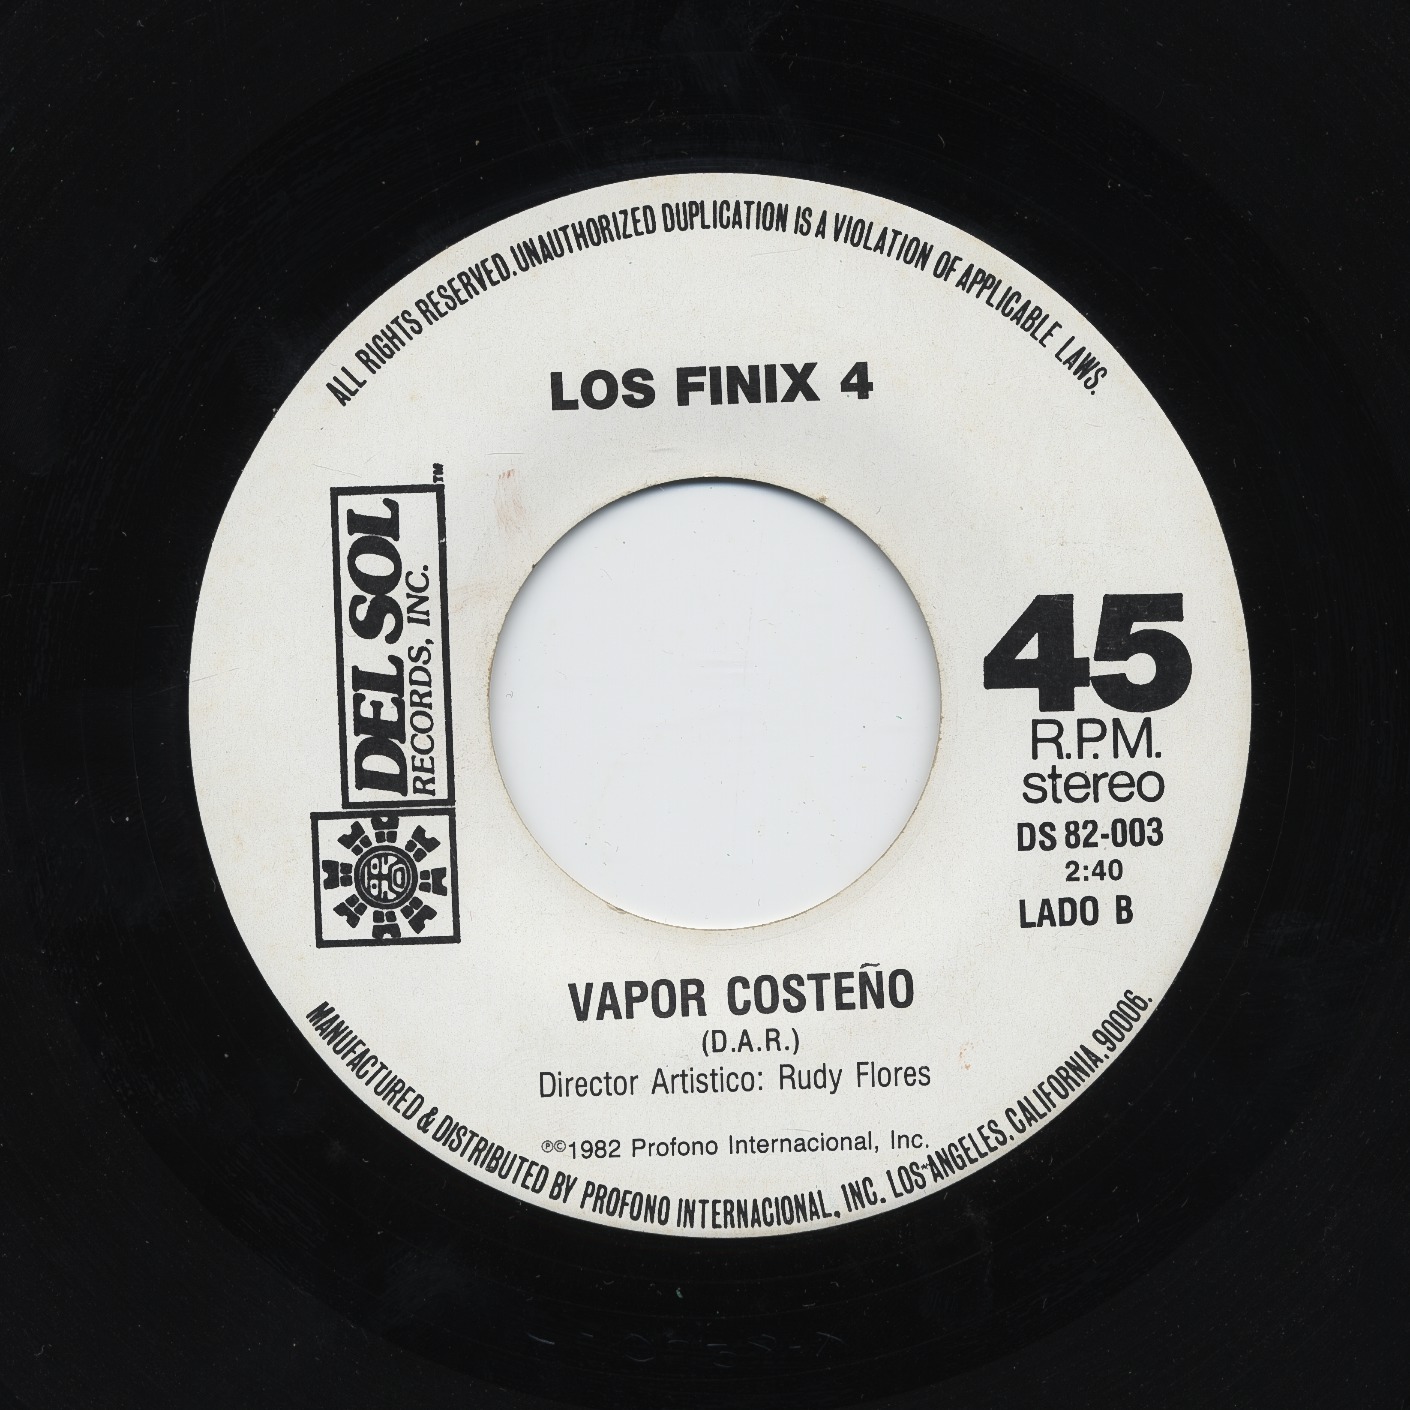 ALL RIGHTS RESERVED. UNAUTHORIZED DUPLICATION IS A VIOLATION OF APPLICABLE LAWS.
LOS FINIX 4
DEL SOL
RECORDS, INC.
TM
45
R.P.M.
stereo
DS 82-003
2:40
LADO B
VAPOR COSTEÑO
(D.A.R.)
Director Artistico: Rudy Flores
℗©1982 Profono Internacional, Inc.
MANUFACTURED & DISTRIBUTED BY PROFONO INTERNACIONAL, INC. LOS ANGELES, CALIFORNIA, 90006.